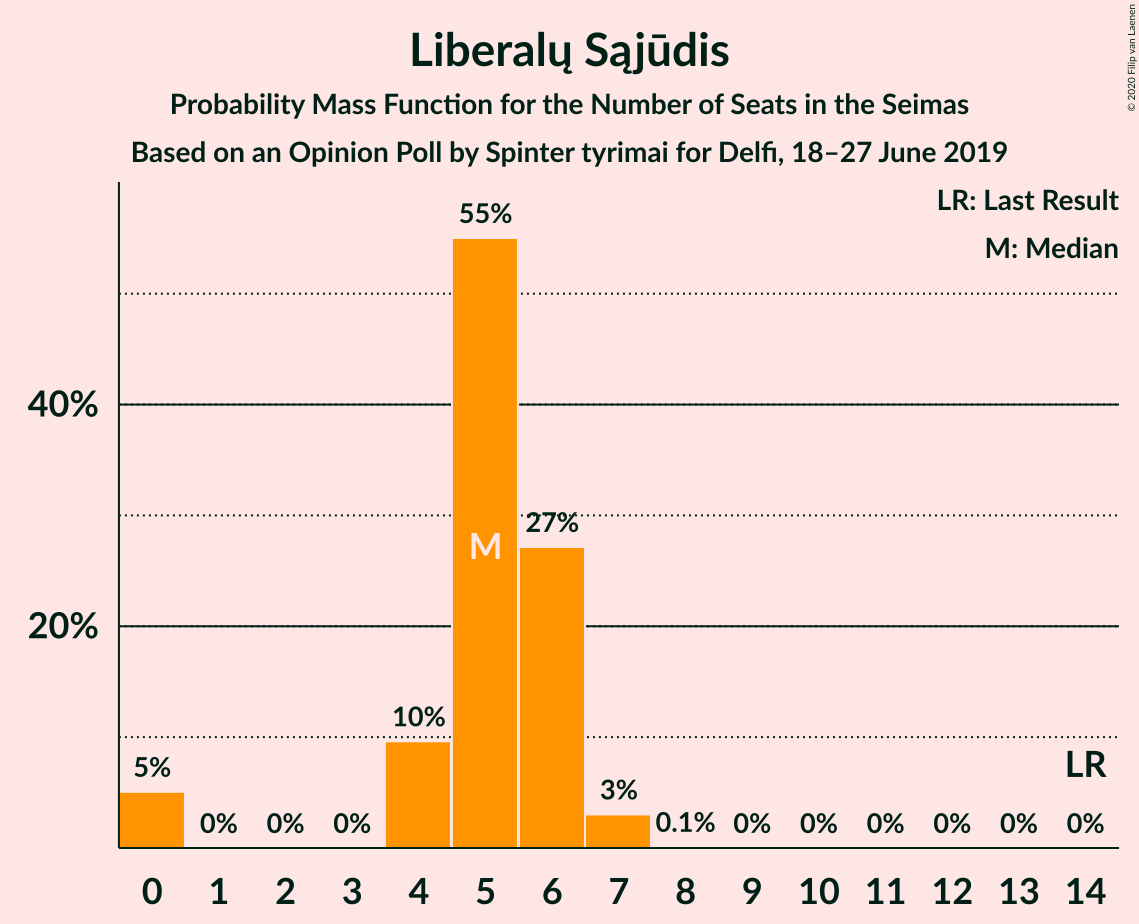 Liberalų Sąjūdis
Probability Mass Function for the Number of Seats in the Seimas
Based on an Opinion Poll by Spinter tyrimai for Delfi, 18–27 June 2019
© 2020 Filip van Laenen
LR: Last Result
M: Median
55%
40%
27%
M
20%
10%
LR
5%
3%
0% 0% 0% 0.1% 0% 0% 0% 0% 0% 0%
0 1 2 3 4 5 6 7 8 9 10 11 12 13 14